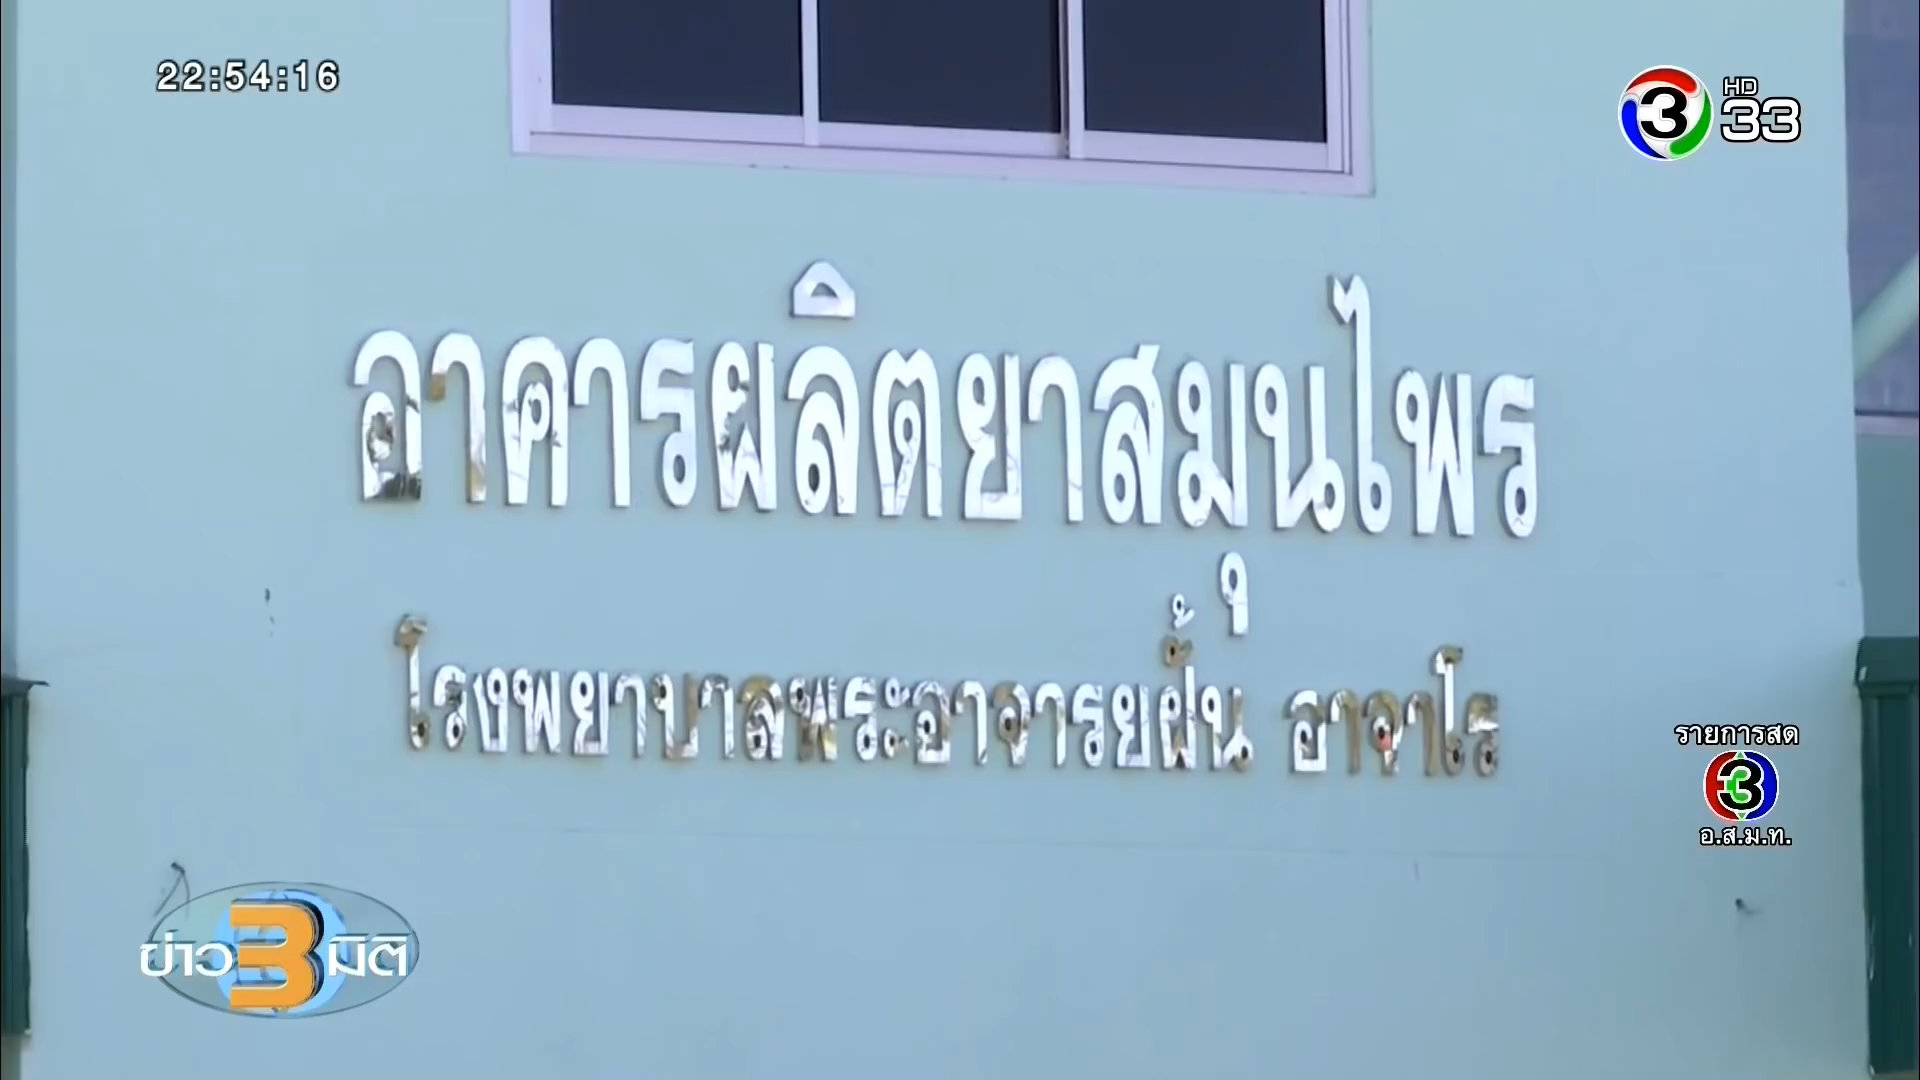 22:54:16
3 HD 33
อาคารผลิตยาสมุนไพร
โรงพยาบาลพระอาจารยฝั้น อาจาโร
รายการสด
3
อ.ส.ม.ท.
ข่าว 3 มิติ